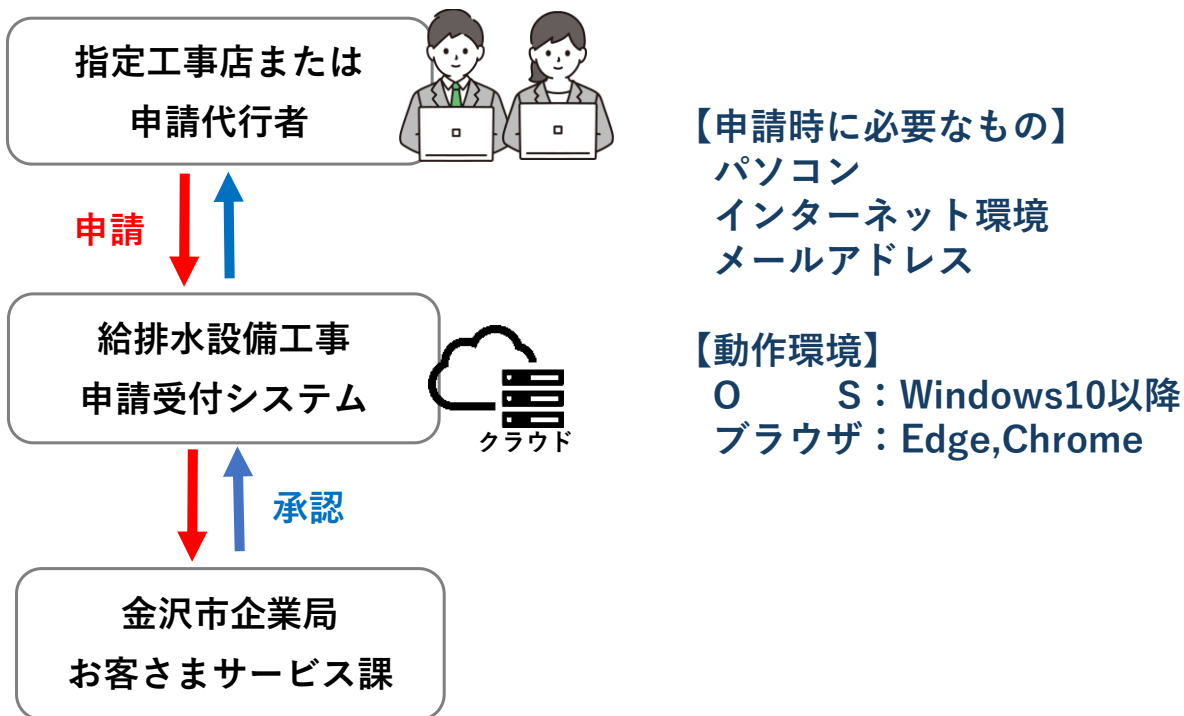 指定工事店または
申請代行者
申請
給排水設備工事
申請受付システム
クラウド
承認
金沢市企業局
お客さまサービス課
【申請時に必要なもの】
パソコン
インターネット環境
メールアドレス
【動作環境】
O S：Windows10以降
ブラウザ：Edge,Chrome